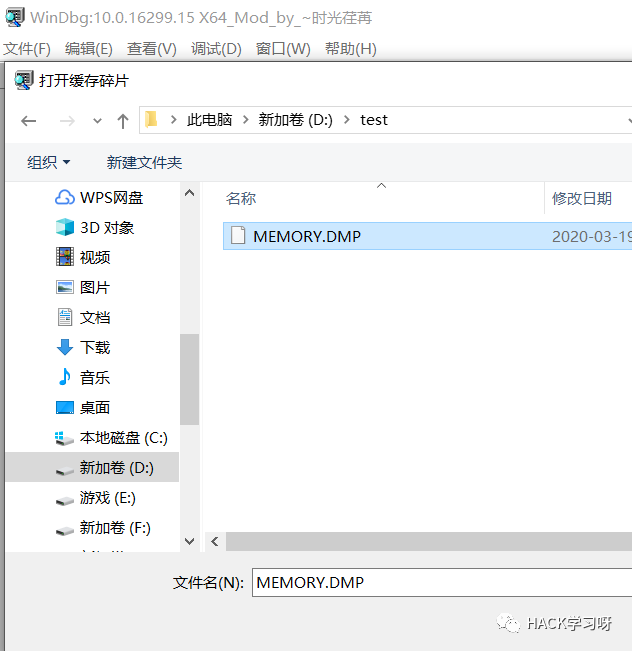 WinDbg:10.0.16299.15 X64_Mod_by_~时光荏苒
文件(F) 编辑(E) 查看(V) 调试(D) 窗口(W) 帮助(H)
打开缓存碎片
此电脑 > 新加卷 (D:) > test
组织 新建文件夹
名称 修改日期
WPS网盘
MEMORY.DMP 2020-03-19
3D 对象
视频
图片
文档
下载
音乐
桌面
本地磁盘 (C:)
新加卷 (D:)
游戏 (E:)
新加卷 (F:)
文件名(N): MEMORY.DMP
HACK学习呀